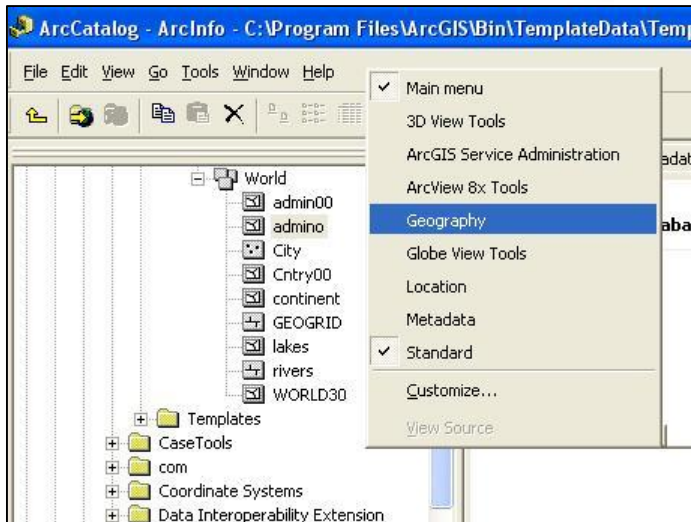 ArcCatalog - ArcInfo - C:\Program Files\ArcGIS\Bin\TemplateData\Temp
File Edit View Go Tools Window Help
Main menu
3D View Tools
ArcGIS Service Administration
ArcView 8x Tools
Geography
Globe View Tools
Location
Metadata
Standard
Customize...
View Source
adat
aba
World
admin00
admino
City
Cntry00
continent
GEOGRID
lakes
rivers
WORLD30
Templates
CaseTools
com
Coordinate Systems
Data Interoperability Extension